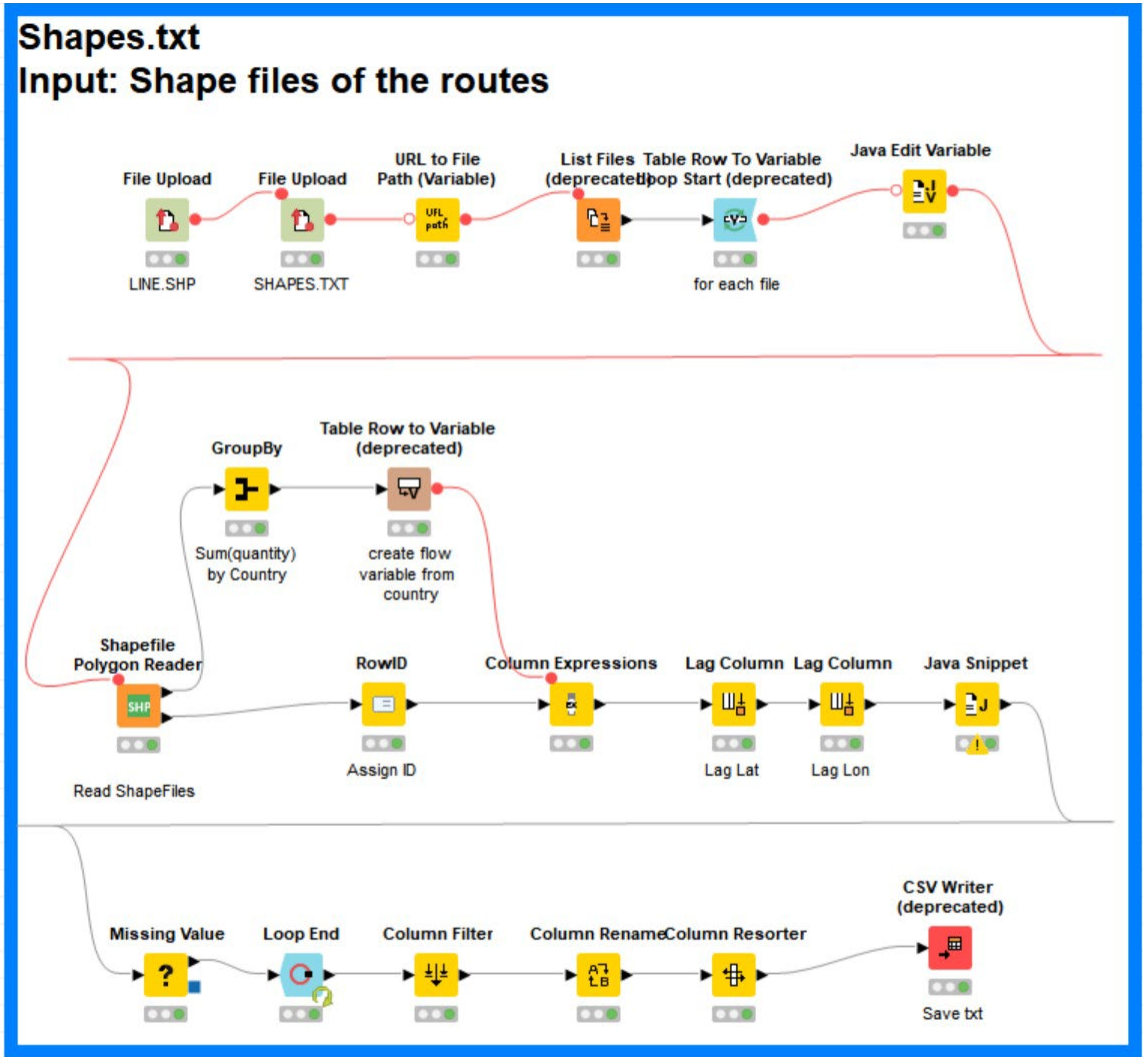 Shapes.txt
Input: Shape files of the routes
File Upload
LINE.SHP
File Upload
SHAPES.TXT
URL to File
Path (Variable)
URL
path
List Files
(deprecated)
Table Row To Variable
Loop Start (deprecated)
V
for each file
Java Edit Variable
J
V
GroupBy
Sum(quantity)
by Country
Table Row to Variable
(deprecated)
V
create flow
variable from
country
Shapefile
Polygon Reader
SHP
Read ShapeFiles
RowID
Assign ID
Column Expressions
EX
Lag Column
Lag Lat
Lag Column
Lag Lon
Java Snippet
J
!
Missing Value
?
Loop End
Column Filter
Column Rename
A
B
Column Resorter
CSV Writer
(deprecated)
Save txt